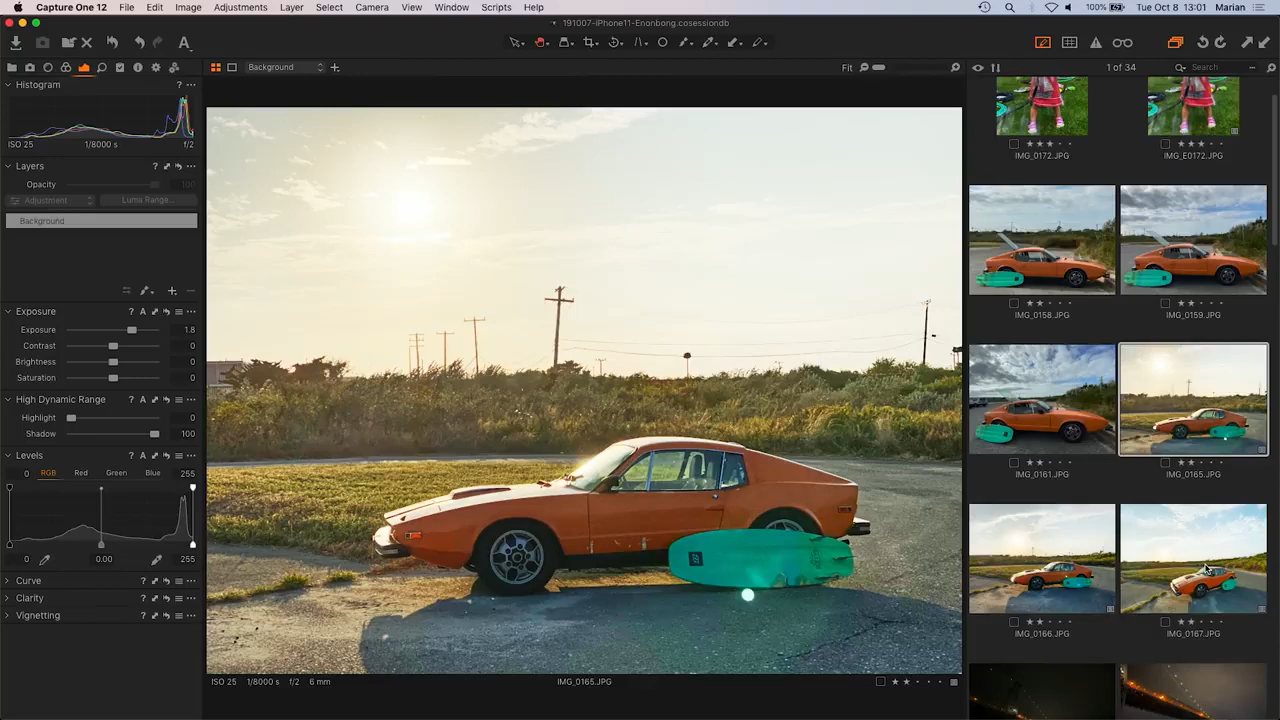 Capture One 12 File Edit Image Adjustments Layer Select Camera View Window Scripts Help 100% Tue Oct 8 13:01 Marian
191007-iPhone11-Enonbong.cosessiondb
A
Background Fit 1 of 34 Search
Histogram ?
ISO 25 1/8000 s f/2
Layers ?
Opacity 100
Adjustment Luma Range...
Background
Exposure ? A
Exposure 1.8
Contrast 0
Brightness 0
Saturation 0
High Dynamic Range ? A
Highlight 0
Shadow 100
Levels ? A
0 RGB Red Green Blue 255
0 0.00 255
Curve ? A
Clarity ? A
Vignetting ? A
ISO 25 1/8000 s f/2 6 mm IMG_0165.JPG
IMG_0172.JPG IMG_E0172.JPG
IMG_0158.JPG IMG_0159.JPG
IMG_0161.JPG IMG_0165.JPG
IMG_0166.JPG IMG_0167.JPG